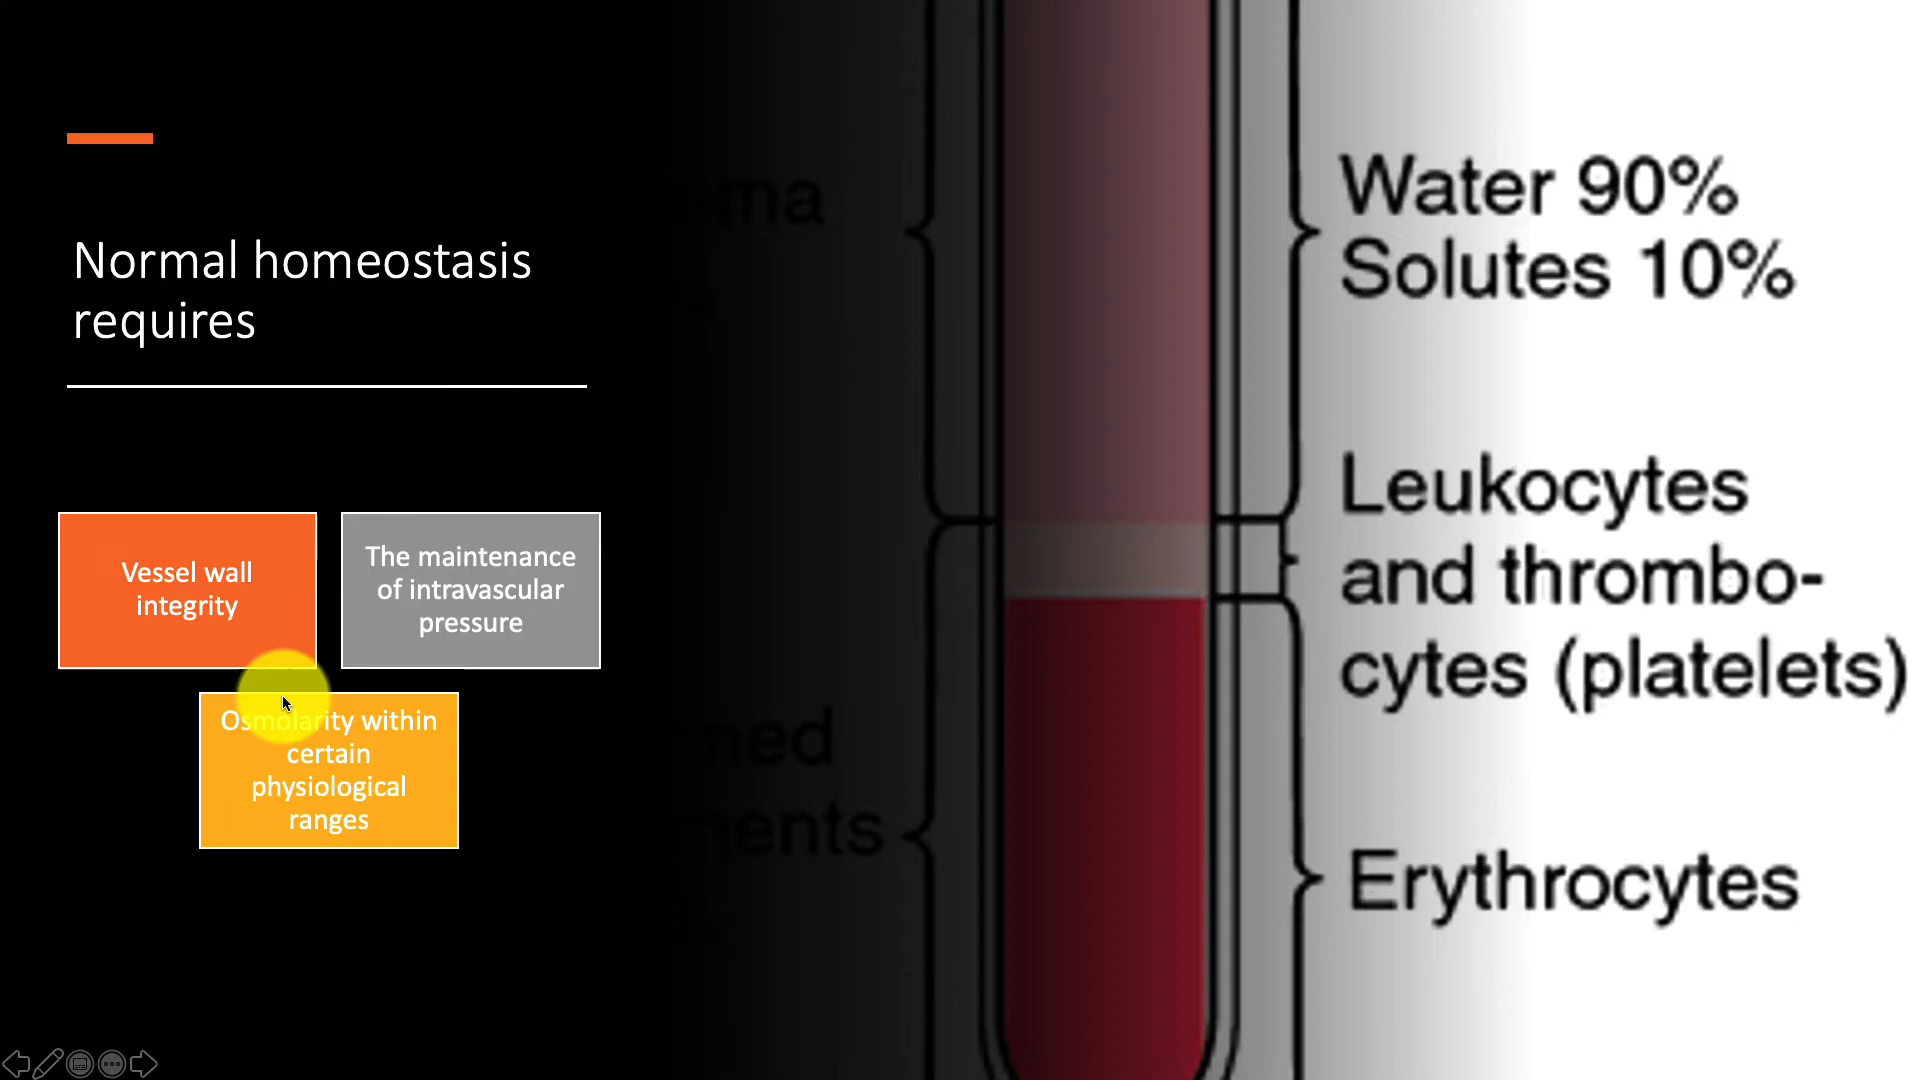 Normal homeostasis
requires
Vessel wall
integrity
The maintenance
of intravascular
pressure
Osmolarity within
certain
physiological
ranges
Water 90%
Solutes 10%
Leukocytes
and thrombo-
cytes (platelets)
Erythrocytes